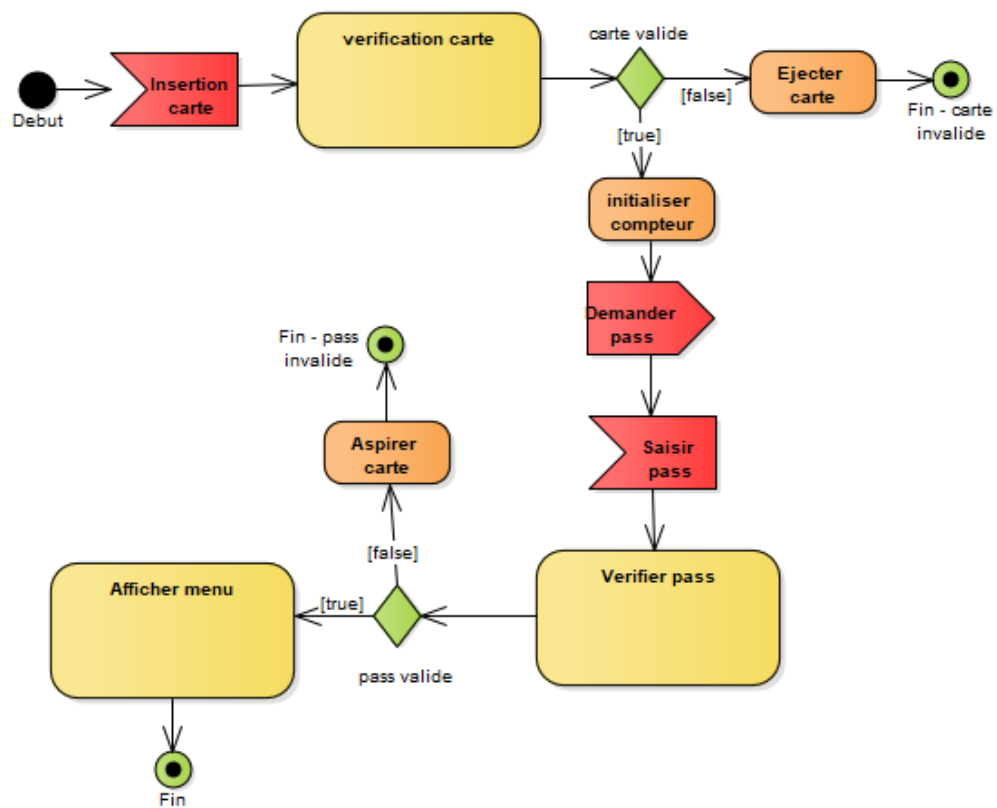 Debut
Insertion
carte
verification carte
carte valide
[false]
[true]
Ejecter
carte
Fin - carte
invalide
initialiser
compteur
Demander
pass
Saisir
pass
Verifier pass
pass valide
[false]
[true]
Aspirer
carte
Fin - pass
invalide
Afficher menu
Fin